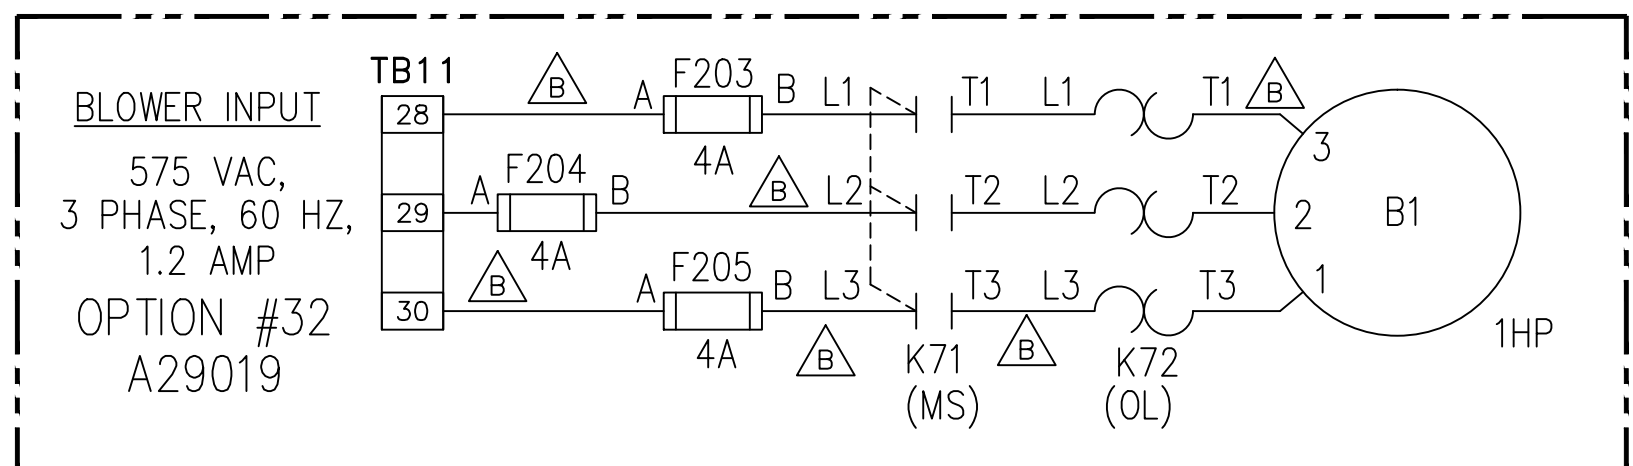 BLOWER INPUT
575 VAC,
3 PHASE, 60 HZ,
1.2 AMP
OPTION #32
A29019
TB11
28
29
30
B
A F203 B
4A
L1 T1 L1 T1
B
3
A F204 B
4A
B
L2 T2 L2 T2
2
B1
B
A F205 B
4A
L3 T3 L3 T3
1
B
B
K71
(MS)
K72
(OL)
1HP